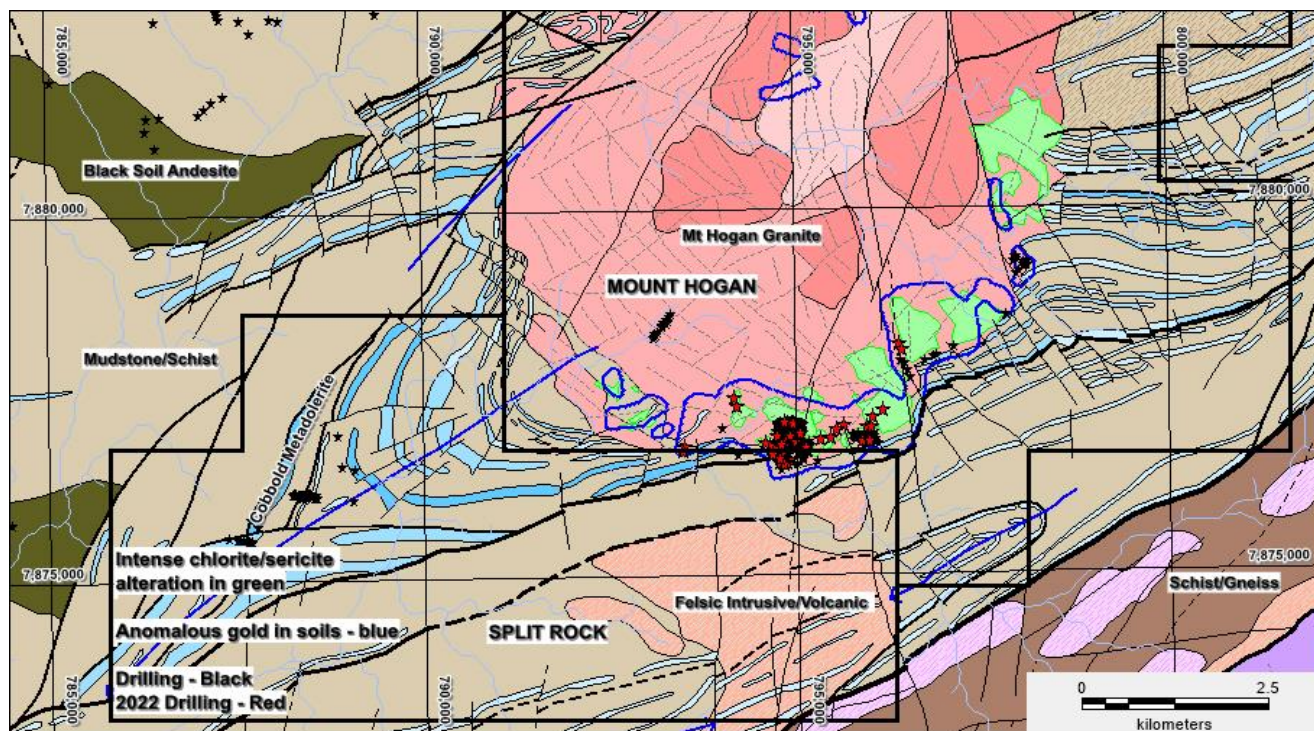 785,000
790,000
795,000
800,000
Black Soil Andesite
7,880,000
7,880,000
Mt Hogan Granite
MOUNT HOGAN
Mudstone/Schist
Cobbold Metadolerite
Intense chlorite/sericite
alteration in green
7,875,000
7,875,000
Schist/Gneiss
Felsic Intrusive/Volcanic
Anomalous gold in soils - blue
SPLIT ROCK
Drilling - Black
2022 Drilling - Red
785,000
790,000
795,000
0
2.5
kilometers